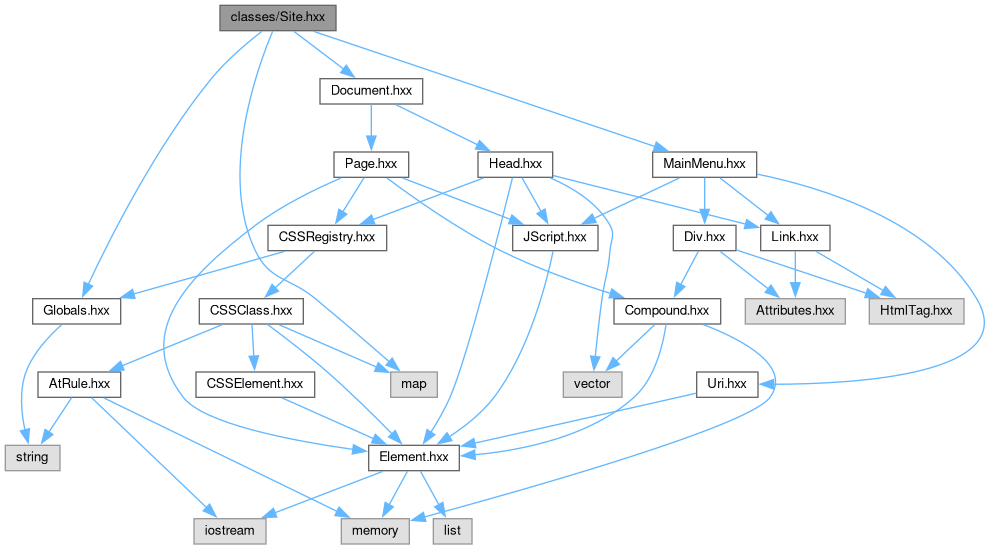 classes/Site.hxx
Document.hxx
Page.hxx
Head.hxx
MainMenu.hxx
CSSRegistry.hxx
JScript.hxx
Div.hxx
Link.hxx
Globals.hxx
CSSClass.hxx
Compound.hxx
Attributes.hxx
HtmlTag.hxx
AtRule.hxx
CSSElement.hxx
map
vector
Uri.hxx
string
Element.hxx
iostream
memory
list